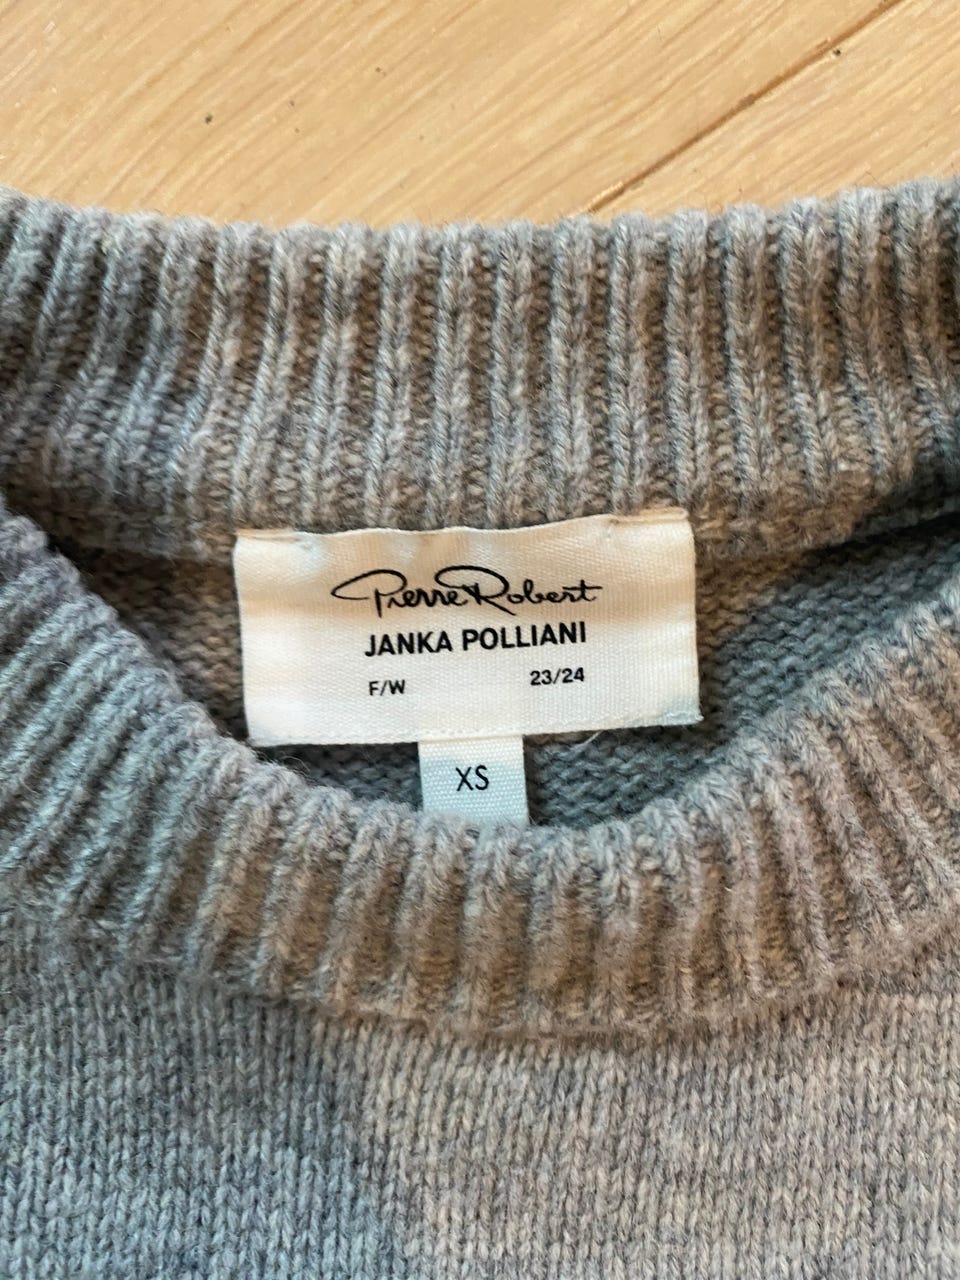 Pierre Robert
JANKA POLLIANI
F/W 23/24
XS